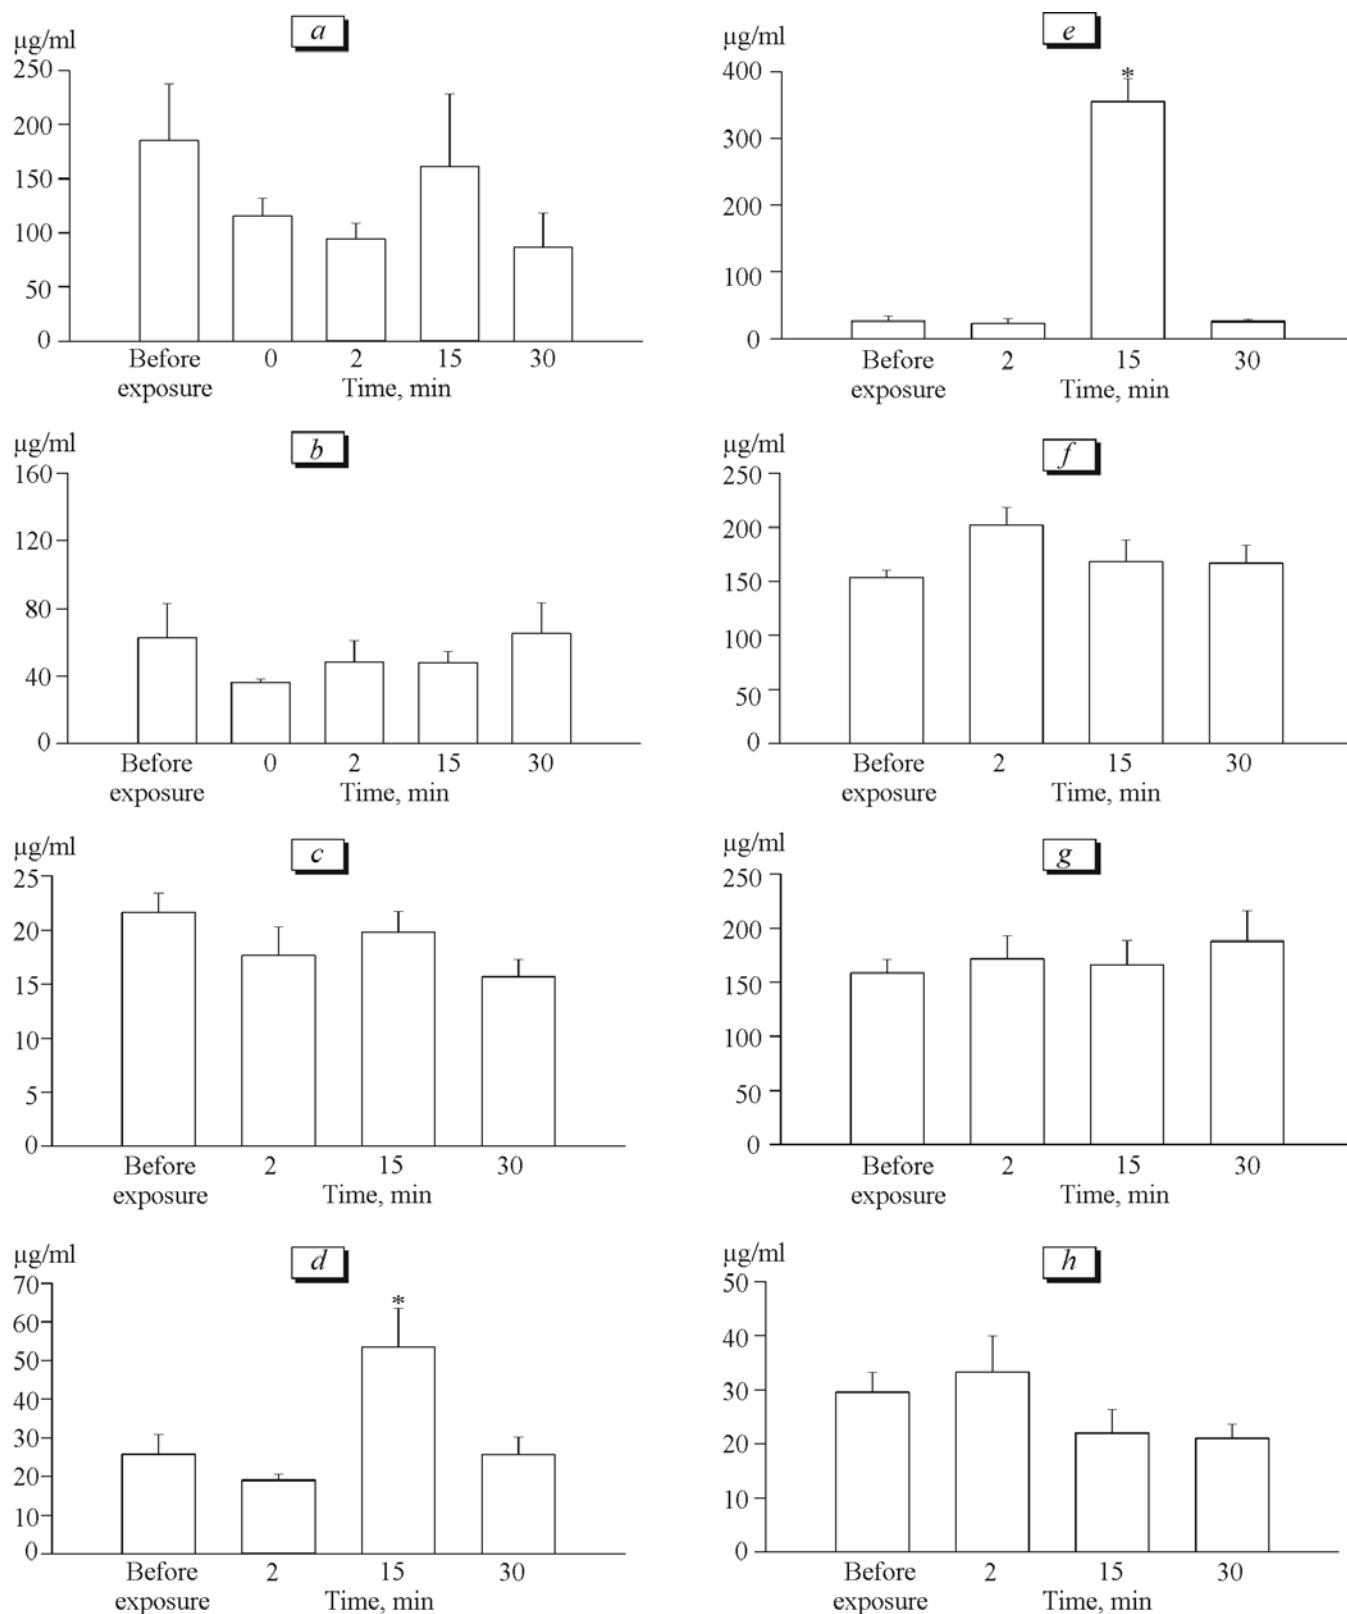 a
µg/ml
250
200
150
100
50
0
Before 0 2 15 30
exposure Time, min
b
µg/ml
160
120
80
40
0
Before 0 2 15 30
exposure Time, min
c
µg/ml
25
20
15
10
5
0
Before 2 15 30
exposure Time, min
d
µg/ml
70
60
50
40
30
20
10
0
*
Before 2 15 30
exposure Time, min
e
µg/ml
400
300
200
100
0
*
Before 2 15 30
exposure Time, min
f
µg/ml
250
200
150
100
50
0
Before 2 15 30
exposure Time, min
g
µg/ml
250
200
150
100
50
0
Before 2 15 30
exposure Time, min
h
µg/ml
50
40
30
20
10
0
Before 2 15 30
exposure Time, min